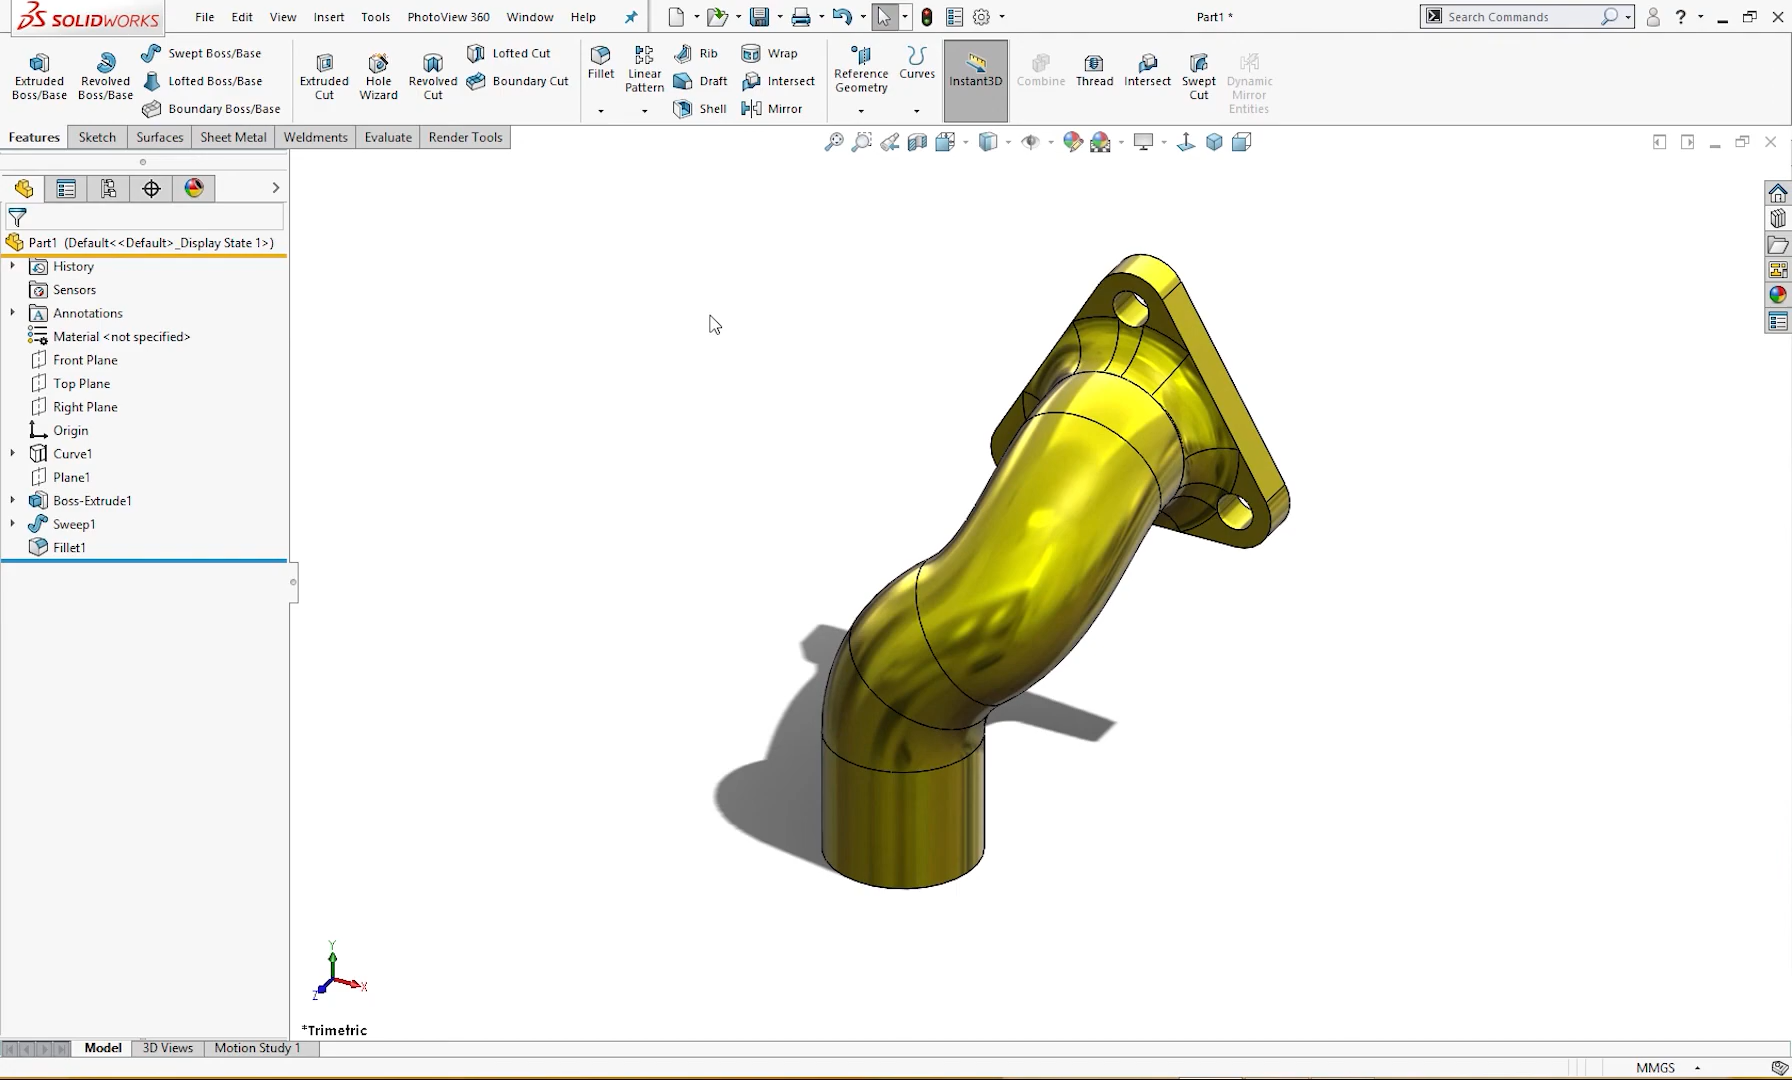 SOLIDWORKS File Edit View Insert Tools PhotoView 360 Window Help Part1 * Search Commands ?
Extruded Boss/Base
Revolved Boss/Base
Swept Boss/Base
Lofted Boss/Base
Boundary Boss/Base
Extruded Cut
Hole Wizard
Revolved Cut
Lofted Cut
Boundary Cut
Fillet
Linear Pattern
Rib
Draft
Shell
Wrap
Intersect
Mirror
Reference Geometry
Curves
Instant3D
Combine
Thread
Intersect
Swept Cut
Dynamic Mirror Entities
Features Sketch Surfaces Sheet Metal Weldments Evaluate Render Tools
Part1 (Default<<Default>_Display State 1>)
History
Sensors
Annotations
Material <not specified>
Front Plane
Top Plane
Right Plane
Origin
Curve1
Plane1
Boss-Extrude1
Sweep1
Fillet1
Y
X
Z
*Trimetric
Model 3D Views Motion Study 1
MMGS